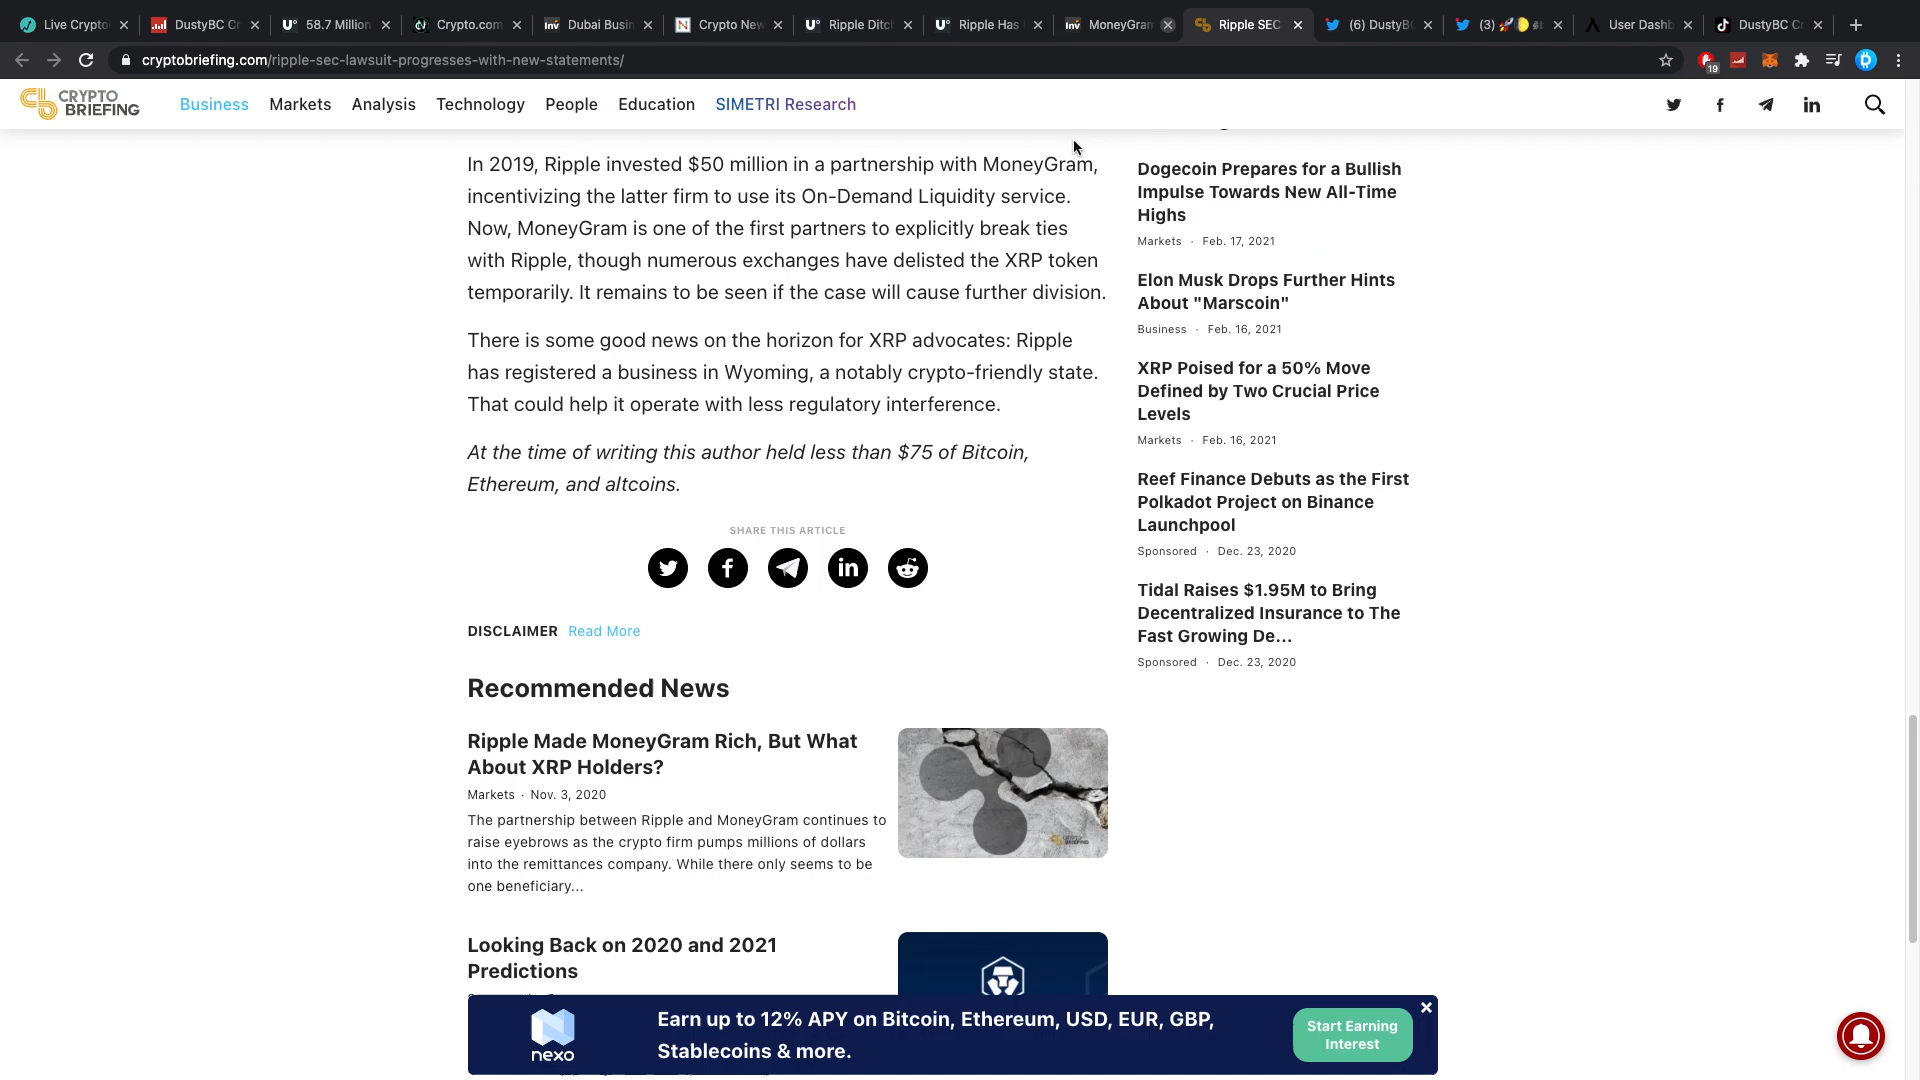 Live Crypto
DustyBC Cr
58.7 Million
Crypto.com
Dubai Busin
Crypto New
Ripple Ditc
Ripple Has
MoneyGram
Ripple SEC
(6) DustyBC
(3)
User Dashb
DustyBC Cr
cryptobriefing.com/ripple-sec-lawsuit-progresses-with-new-statements/
19
CRYPTO
BRIEFING
Business
Markets
Analysis
Technology
People
Education
SIMETRI Research
In 2019, Ripple invested $50 million in a partnership with MoneyGram,
incentivizing the latter firm to use its On-Demand Liquidity service.
Now, MoneyGram is one of the first partners to explicitly break ties
with Ripple, though numerous exchanges have delisted the XRP token
temporarily. It remains to be seen if the case will cause further division.
There is some good news on the horizon for XRP advocates: Ripple
has registered a business in Wyoming, a notably crypto-friendly state.
That could help it operate with less regulatory interference.
At the time of writing this author held less than $75 of Bitcoin,
Ethereum, and altcoins.
SHARE THIS ARTICLE
DISCLAIMER Read More
Recommended News
Ripple Made MoneyGram Rich, But What
About XRP Holders?
Markets · Nov. 3, 2020
The partnership between Ripple and MoneyGram continues to
raise eyebrows as the crypto firm pumps millions of dollars
into the remittances company. While there only seems to be
one beneficiary...
Looking Back on 2020 and 2021
Predictions
Dogecoin Prepares for a Bullish
Impulse Towards New All-Time
Highs
Markets · Feb. 17, 2021
Elon Musk Drops Further Hints
About "Marscoin"
Business · Feb. 16, 2021
XRP Poised for a 50% Move
Defined by Two Crucial Price
Levels
Markets · Feb. 16, 2021
Reef Finance Debuts as the First
Polkadot Project on Binance
Launchpool
Sponsored · Dec. 23, 2020
Tidal Raises $1.95M to Bring
Decentralized Insurance to The
Fast Growing De...
Sponsored · Dec. 23, 2020
nexo
Earn up to 12% APY on Bitcoin, Ethereum, USD, EUR, GBP,
Stablecoins & more.
Start Earning
Interest